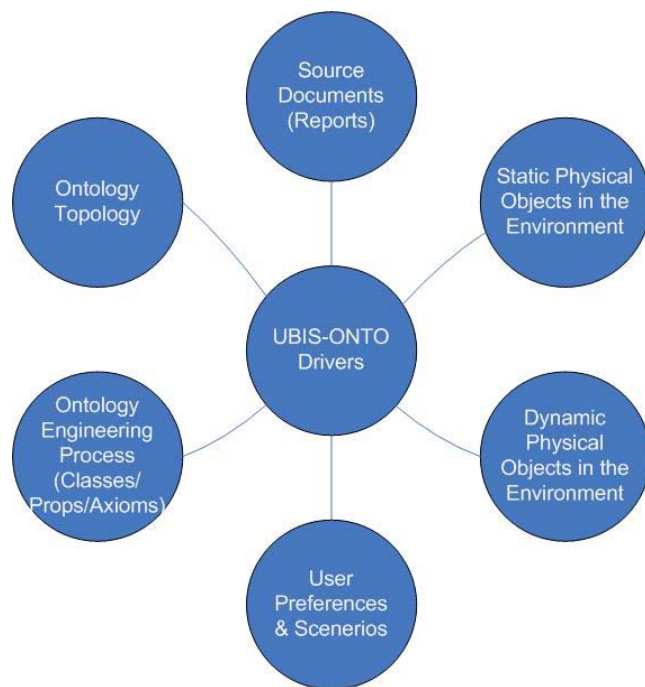 Source
Documents
(Reports)
Ontology
Topology
Static Physical
Objects in the
Environment
UBIS-ONTO
Drivers
Ontology
Engineering
Process
(Classes/
Props/Axioms)
Dynamic
Physical
Objects in the
Environment
User
Preferences
& Scenerios